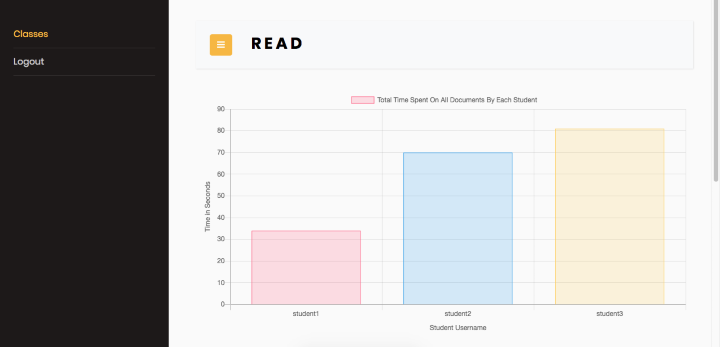 Classes
Logout
READ
Total Time Spent On All Documents By Each Student
90
80
70
60
50
40
30
20
10
0
Time in Seconds
student1 student2 student3
Student Username